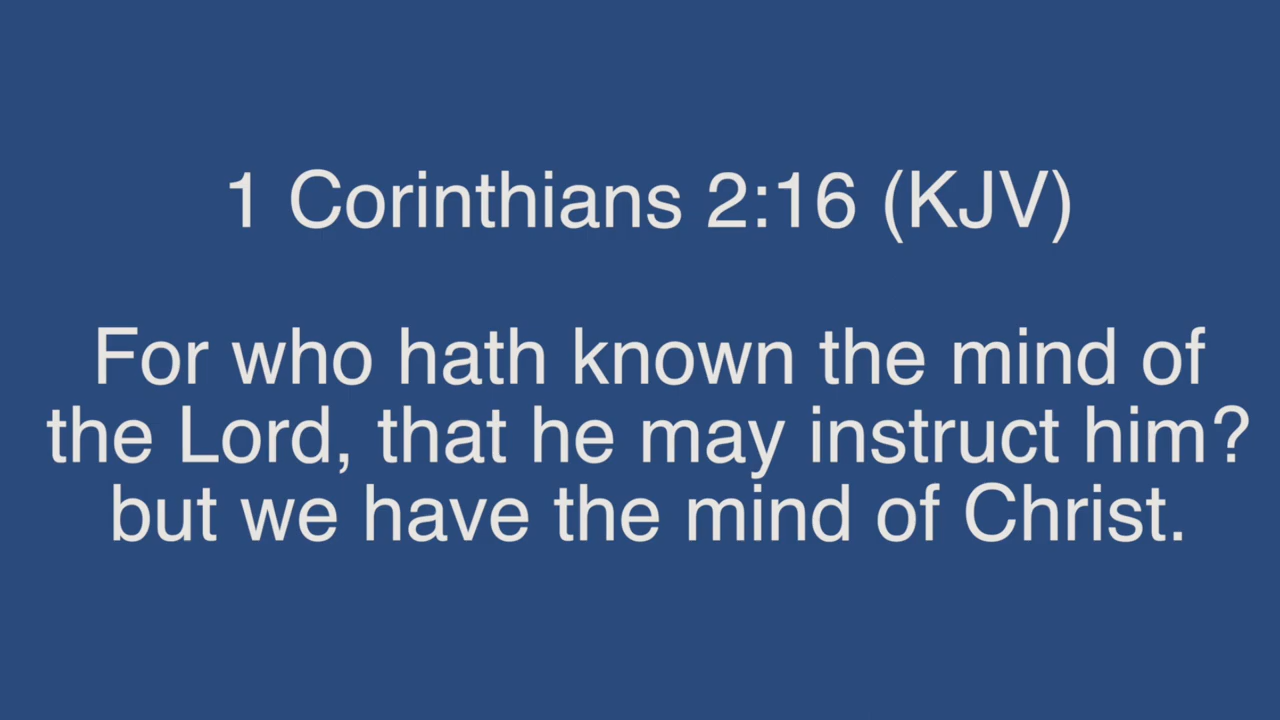 1 Corinthians 2:16 (KJV)
For who hath known the mind of
the Lord, that he may instruct him?
but we have the mind of Christ.